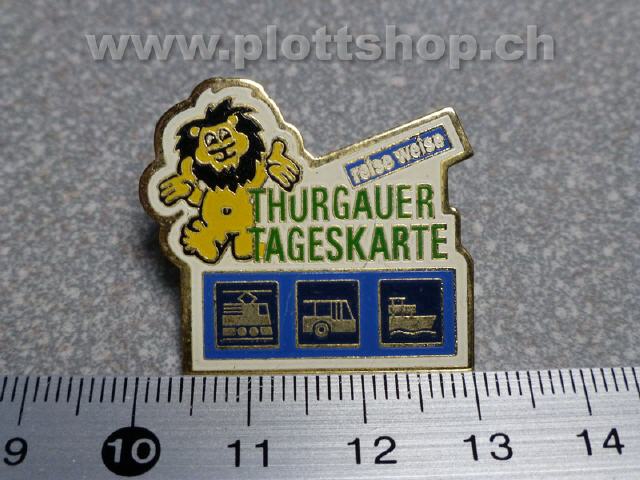 www.plottshop.ch
reise weise
THURGAUER
TAGESKARTE
9 10 11 12 13 14